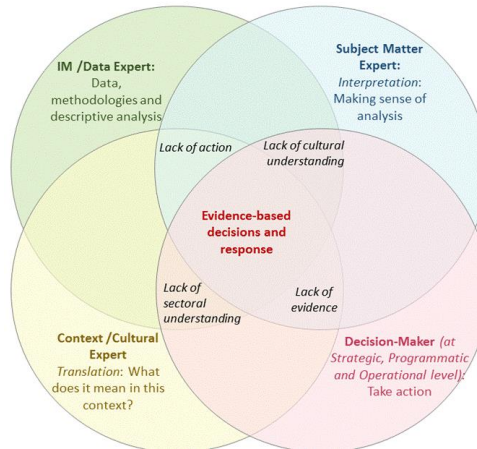 IM /Data Expert:
Data,
methodologies and
descriptive analysis
Subject Matter
Expert:
Interpretation:
Making sense of
analysis
Lack of action
Lack of cultural
understanding
Evidence-based
decisions and
response
Lack of
sectoral
understanding
Lack of
evidence
Context /Cultural
Expert
Translation: What
does it mean in this
context?
Decision-Maker (at
Strategic, Programmatic
and Operational level):
Take action